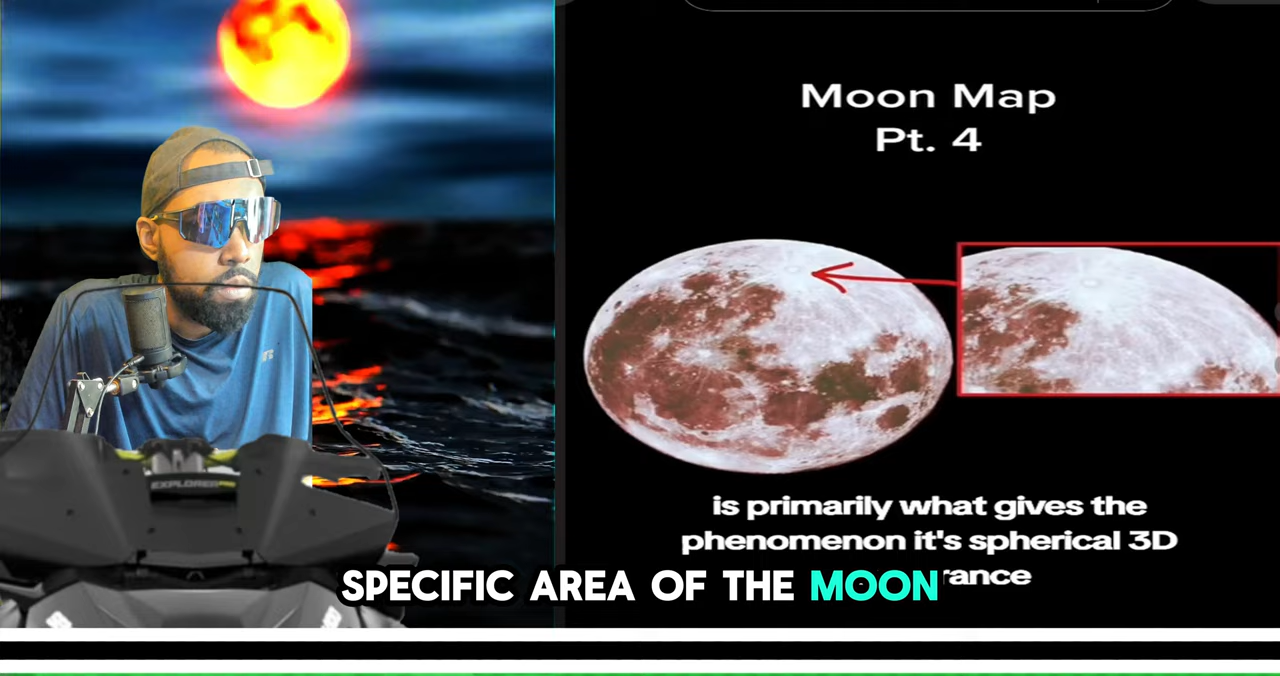 Moon Map
Pt. 4
EXPLORER
is primarily what gives the
phenomenon it's spherical 3D
SPECIFIC AREA OF THE MOON